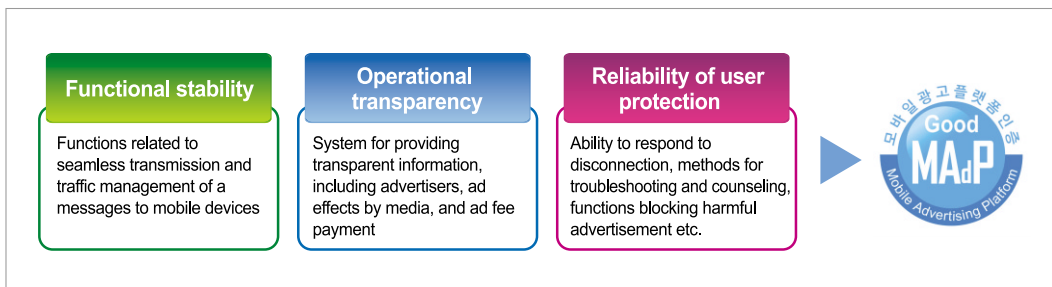 Functional stability
Functions related to
seamless transmission and
traffic management of a
messages to mobile devices
Operational
transparency
System for providing
transparent information,
including advertisers, ad
effects by media, and ad fee
payment
Reliability of user
protection
Ability to respond to
disconnection, methods for
troubleshooting and counseling,
functions blocking harmful
advertisement etc.
모바일광고플랫폼인증
Good
MAdP
Mobile Advertising Platform